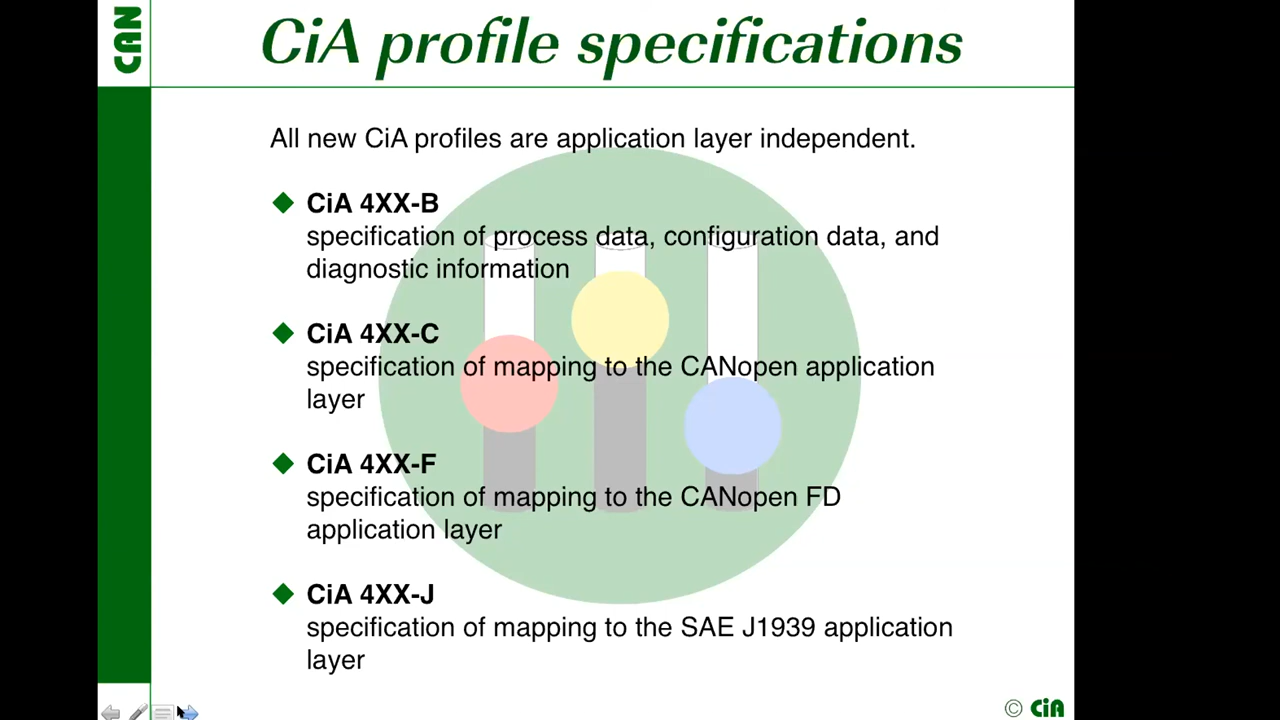 CAN
CiA profile specifications
All new CiA profiles are application layer independent.
CiA 4XX-B
specification of process data, configuration data, and
diagnostic information
CiA 4XX-C
specification of mapping to the CANopen application
layer
CiA 4XX-F
specification of mapping to the CANopen FD
application layer
CiA 4XX-J
specification of mapping to the SAE J1939 application
layer
© CiA